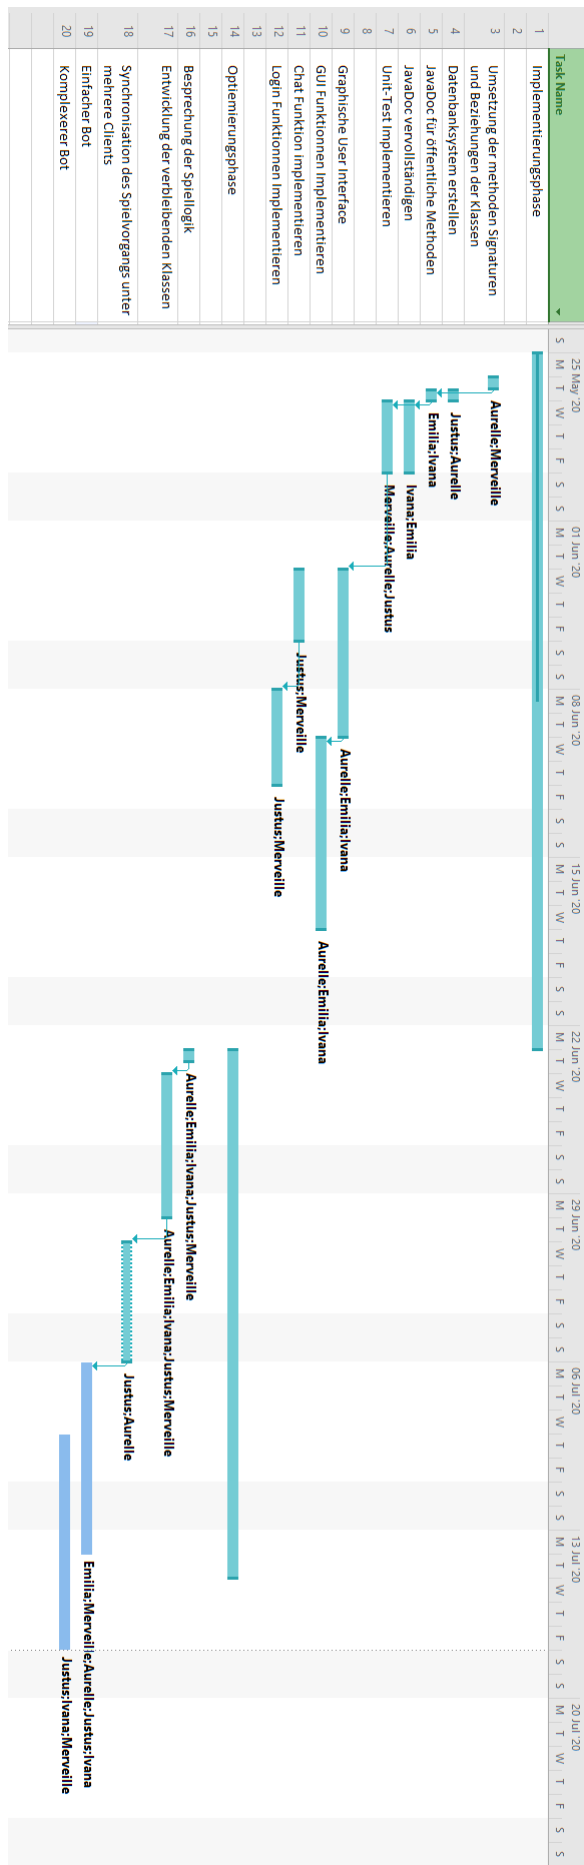 Task Name
25 May '20 01 Jun '20 08 Jun '20 15 Jun '20 22 Jun '20 29 Jun '20 06 Jul '20 13 Jul '20 20 Jul '20
S M T W T F S S M T W T F S S M T W T F S S M T W T F S S M T W T F S S M T W T F S S M T W T F S S M T W T F S S M T W T F S S
1 Implementierungsphase
2
3 Umsetzung der methoden Signaturen
und Beziehungen der Klassen
Aurelle;Merveille
4 Datenbanksystem erstellen Justus;Aurelle
5 JavaDoc für öffentliche Methoden Emilia;Ivana
6 JavaDoc vervollständigen Ivana;Emilia
7 Unit-Test Implementieren Merveille;Aurelle;Justus
8
9 Graphische User Interface Aurelle;Emilia;Ivana
10 GUI Funktionnen Implementieren Aurelle;Emilia;Ivana
11 Chat Funktion implementieren Justus;Merveille
12 Login Funktionnen Implementieren Justus;Merveille
13
14 Optiemierungsphase
15
16 Besprechung der Spiellogik Aurelle;Emilia;Ivana;Justus;Merveille
17 Entwicklung der verbleibenden Klassen Aurelle;Emilia;Ivana;Justus;Merveille
18 Synchronisation des Spielvorgangs unter
mehrere Clients
Justus;Aurelle
19 Einfacher Bot Emilia;Merveille;Aurelle;Justus;Ivana
20 Komplexerer Bot Justus;Ivana;Merveille